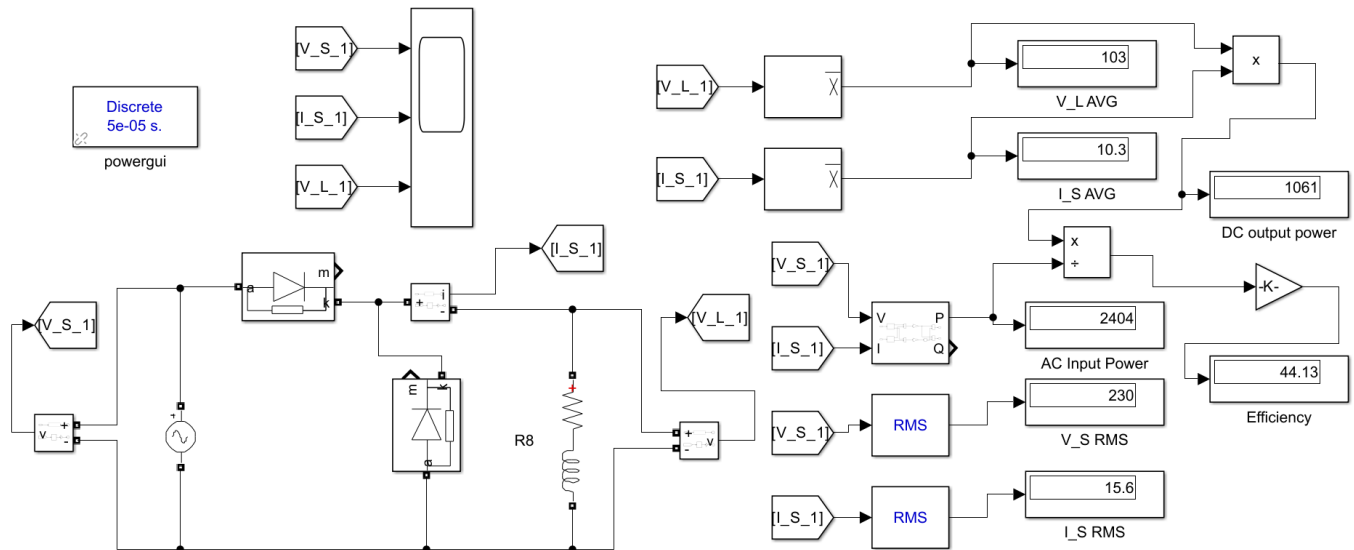 [V_S_1]
[I_S_1]
[V_L_1]
Discrete
5e-05 s.
powergui
[V_L_1]
X
103
V_L AVG
x
[I_S_1]
X
10.3
I_S AVG
1061
DC output power
m
a
k
[I_S_1]
i
+
-
[V_S_1]
[V_L_1]
x
÷
-K-
[V_S_1]
V
P
[I_S_1]
I
Q
2404
AC Input Power
44.13
Efficiency
m
k
a
+
v
+
-
+
R8
+
v
-
[V_S_1]
RMS
230
V_S RMS
[I_S_1]
RMS
15.6
I_S RMS